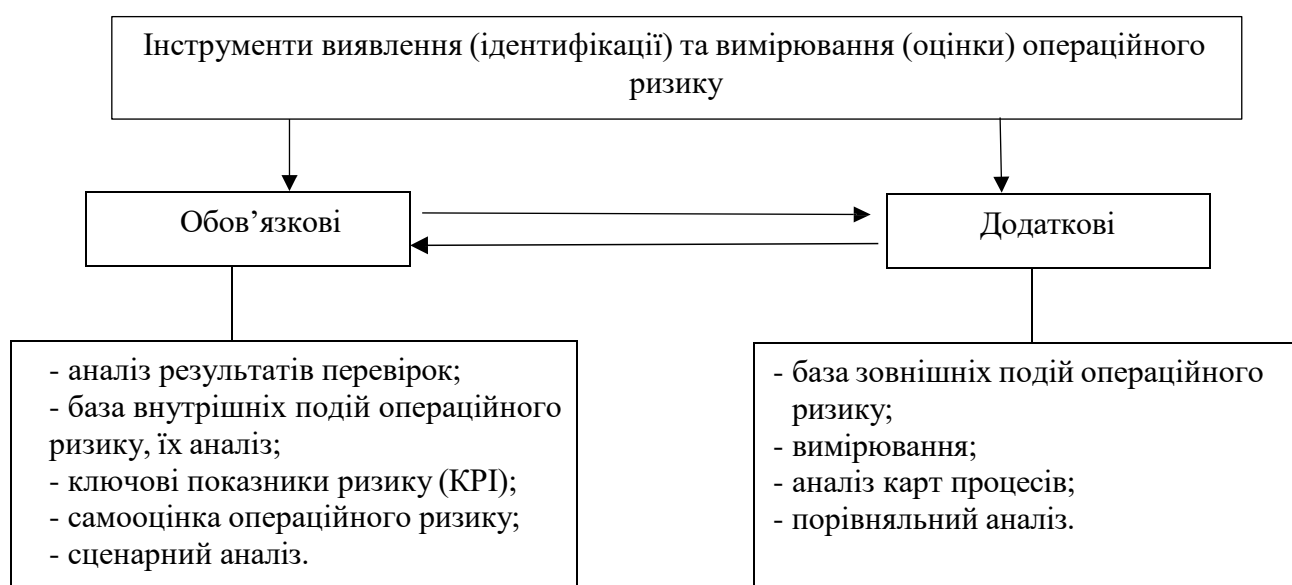 Інструменти виявлення (ідентифікації) та вимірювання (оцінки) операційного
ризику
Обов’язкові
Додаткові
- аналіз результатів перевірок;
- база внутрішніх подій операційного
ризику, їх аналіз;
- ключові показники ризику (КРІ);
- самооцінка операційного ризику;
- сценарний аналіз.
- база зовнішніх подій операційного
ризику;
- вимірювання;
- аналіз карт процесів;
- порівняльний аналіз.